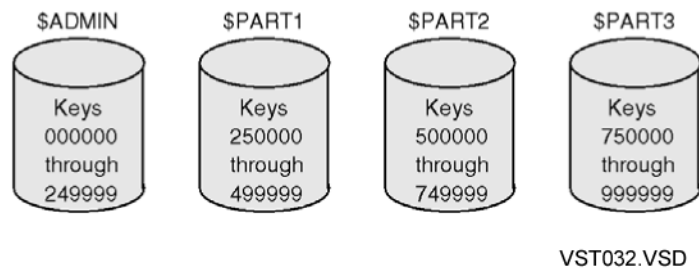 $ADMIN
Keys
000000
through
249999
$PART1
Keys
250000
through
499999
$PART2
Keys
500000
through
749999
$PART3
Keys
750000
through
999999
VST032.VSD